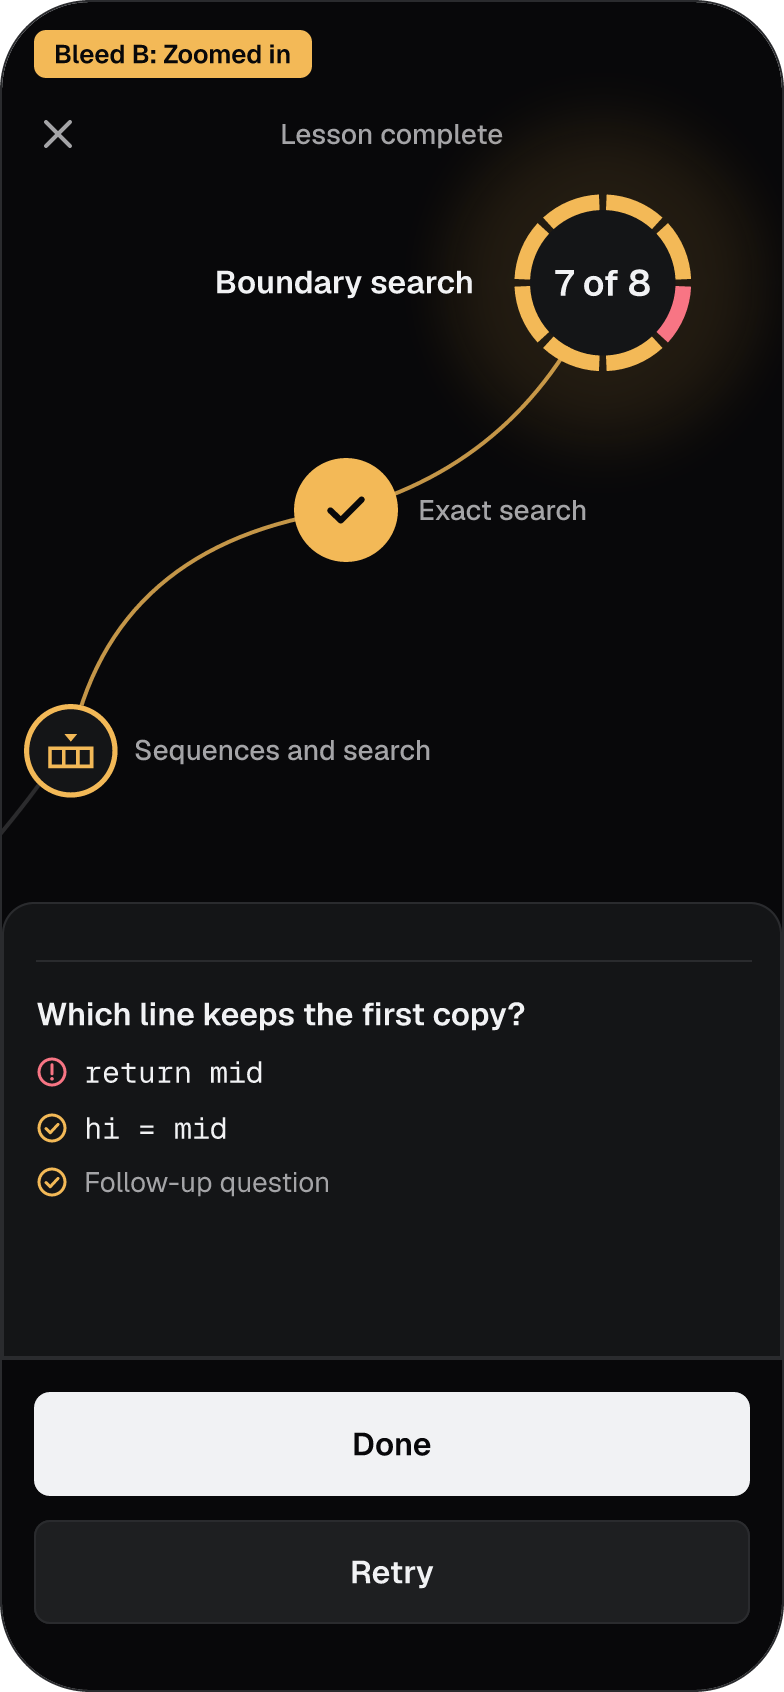 Bleed B: Zoomed in
Lesson complete
Boundary search
7 of 8
Exact search
Sequences and search
Which line keeps the first copy?
return mid
hi = mid
Follow-up question
Done
Retry